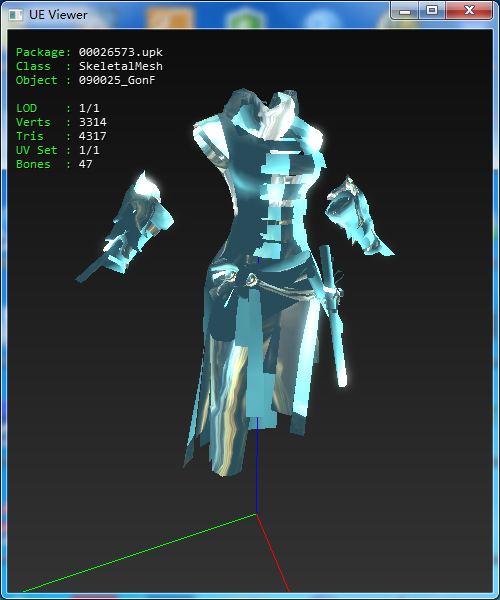 UE Viewer
Package: 00026573.upk
Class : SkeletalMesh
Object : 090025_GonF
LOD : 1/1
Verts : 3314
Tris : 4317
UV Set : 1/1
Bones : 47